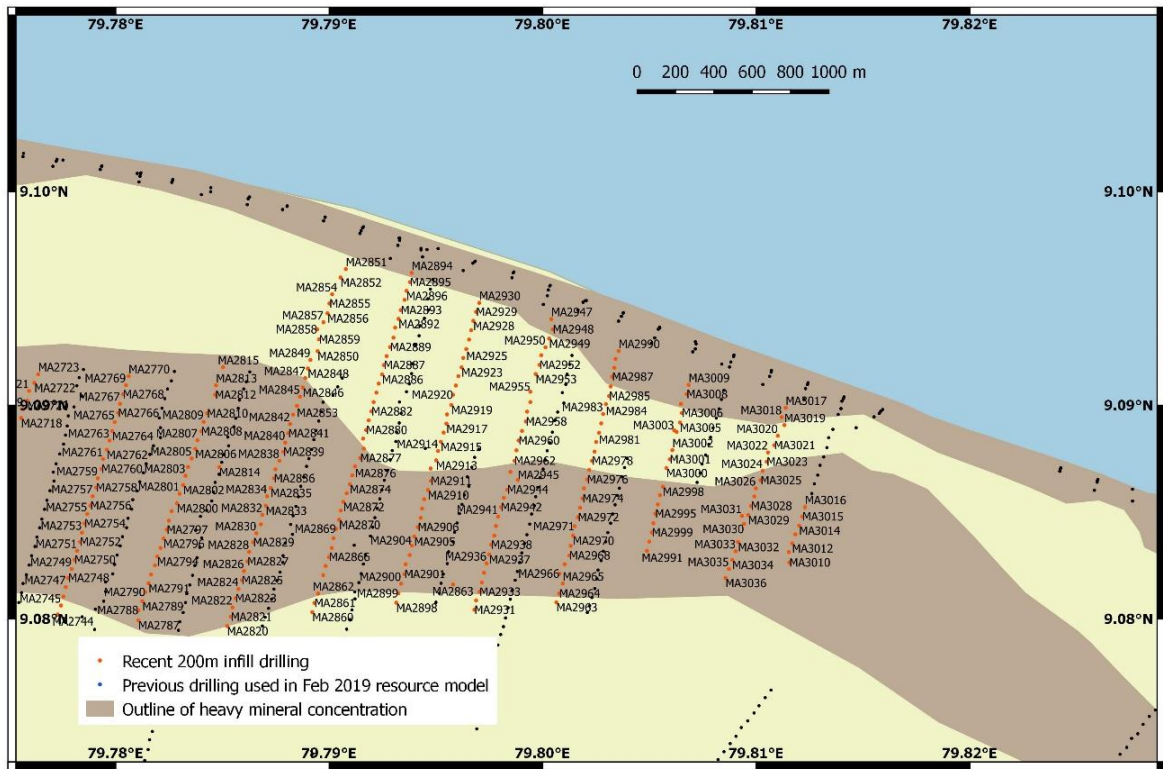 79.78°E 79.79°E 79.80°E 79.81°E 79.82°E
0 200 400 600 800 1000 m
9.10°N 9.10°N
MA2851 MA2894
MA2854 MA2852 MA2895
MA2896 MA2930
MA2855 MA2893 MA2929 MA2947
MA2857 MA2856 MA2892 MA2928 MA2948
MA2858
MA2859 MA2889 MA2950 MA2949 MA2990
MA2849 MA2850 MA2925
MA2723 MA2815 MA2847 MA2848 MA2887 MA2923 MA2952
MA2769 MA2770 MA2813 MA2886 MA2953 MA2987 MA3009
MA2722 MA2767 MA2768 MA2812 MA2845 MA2846 MA2920 MA2955 MA2985 MA3008
9.09°N MA2765 MA2766 MA2809 MA2810 MA2842 MA2853 MA2882 MA2919 MA2983 MA2984 MA3018 MA3017 9.09°N
MA2718 MA2763 MA2764 MA2807 MA2808 MA2840 MA2841 MA2880 MA2917 MA2958 MA3003 MA3005 MA3020 MA3019
MA2761 MA2762 MA2805 MA2806 MA2838 MA2839 MA2914 MA2915 MA2960 MA2981 MA3002 MA3022 MA3021
MA2759 MA2760 MA2803 MA2814 MA2877 MA2913 MA2962 MA2978 MA3001 MA3024 MA3023
MA2757 MA2758 MA2801 MA2802 MA2834 MA2836 MA2876 MA2911 MA2945 MA2976 MA3000 MA3026 MA3025
MA2755 MA2756 MA2800 MA2832 MA2835 MA2874 MA2910 MA2944 MA2974 MA2998 MA3016
MA2753 MA2754 MA2797 MA2830 MA2833 MA2872 MA2941 MA2942 MA2972 MA2995 MA3031 MA3028 MA3015
MA2751 MA2752 MA2796 MA2828 MA2829 MA2869 MA2870 MA2904 MA2906 MA2971 MA2999 MA3030 MA3029 MA3014
MA2749 MA2750 MA2794 MA2826 MA2827 MA2866 MA2905 MA2936 MA2938 MA2970 MA2991 MA3033 MA3032 MA3012
MA2747 MA2748 MA2791 MA2824 MA2825 MA2900 MA2901 MA2937 MA2966 MA2968 MA3035 MA3034 MA3010
MA2745 MA2790 MA2789 MA2822 MA2823 MA2862 MA2899 MA2863 MA2933 MA2965 MA3036
MA2788 MA2821 MA2861 MA2898 MA2931 MA2964
9.08°N MA2744 MA2787 MA2820 MA2860 MA2963 9.08°N
Recent 200m infill drilling
Previous drilling used in Feb 2019 resource model
Outline of heavy mineral concentration
79.78°E 79.79°E 79.80°E 79.81°E 79.82°E